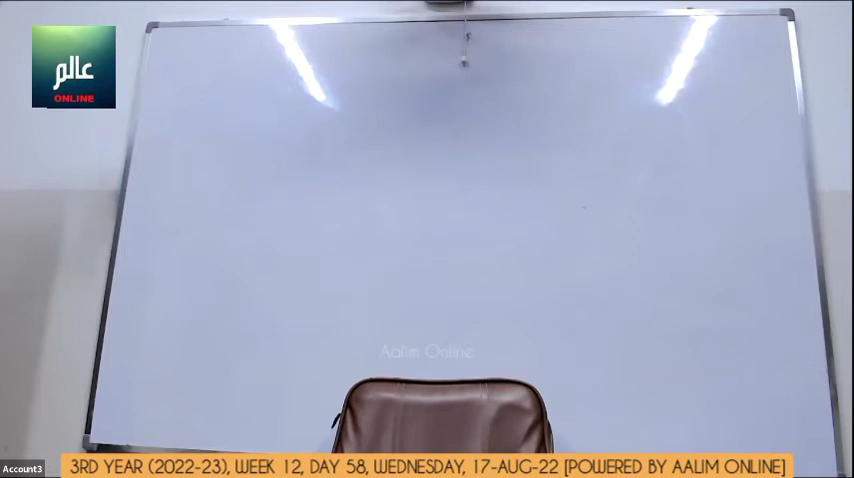 عالم
ONLINE
Aalim Online
Account3
3RD YEAR (2022-23), WEEK 12, DAY 58, WEDNESDAY, 17-AUG-22 [POWERED BY AALIM ONLINE]